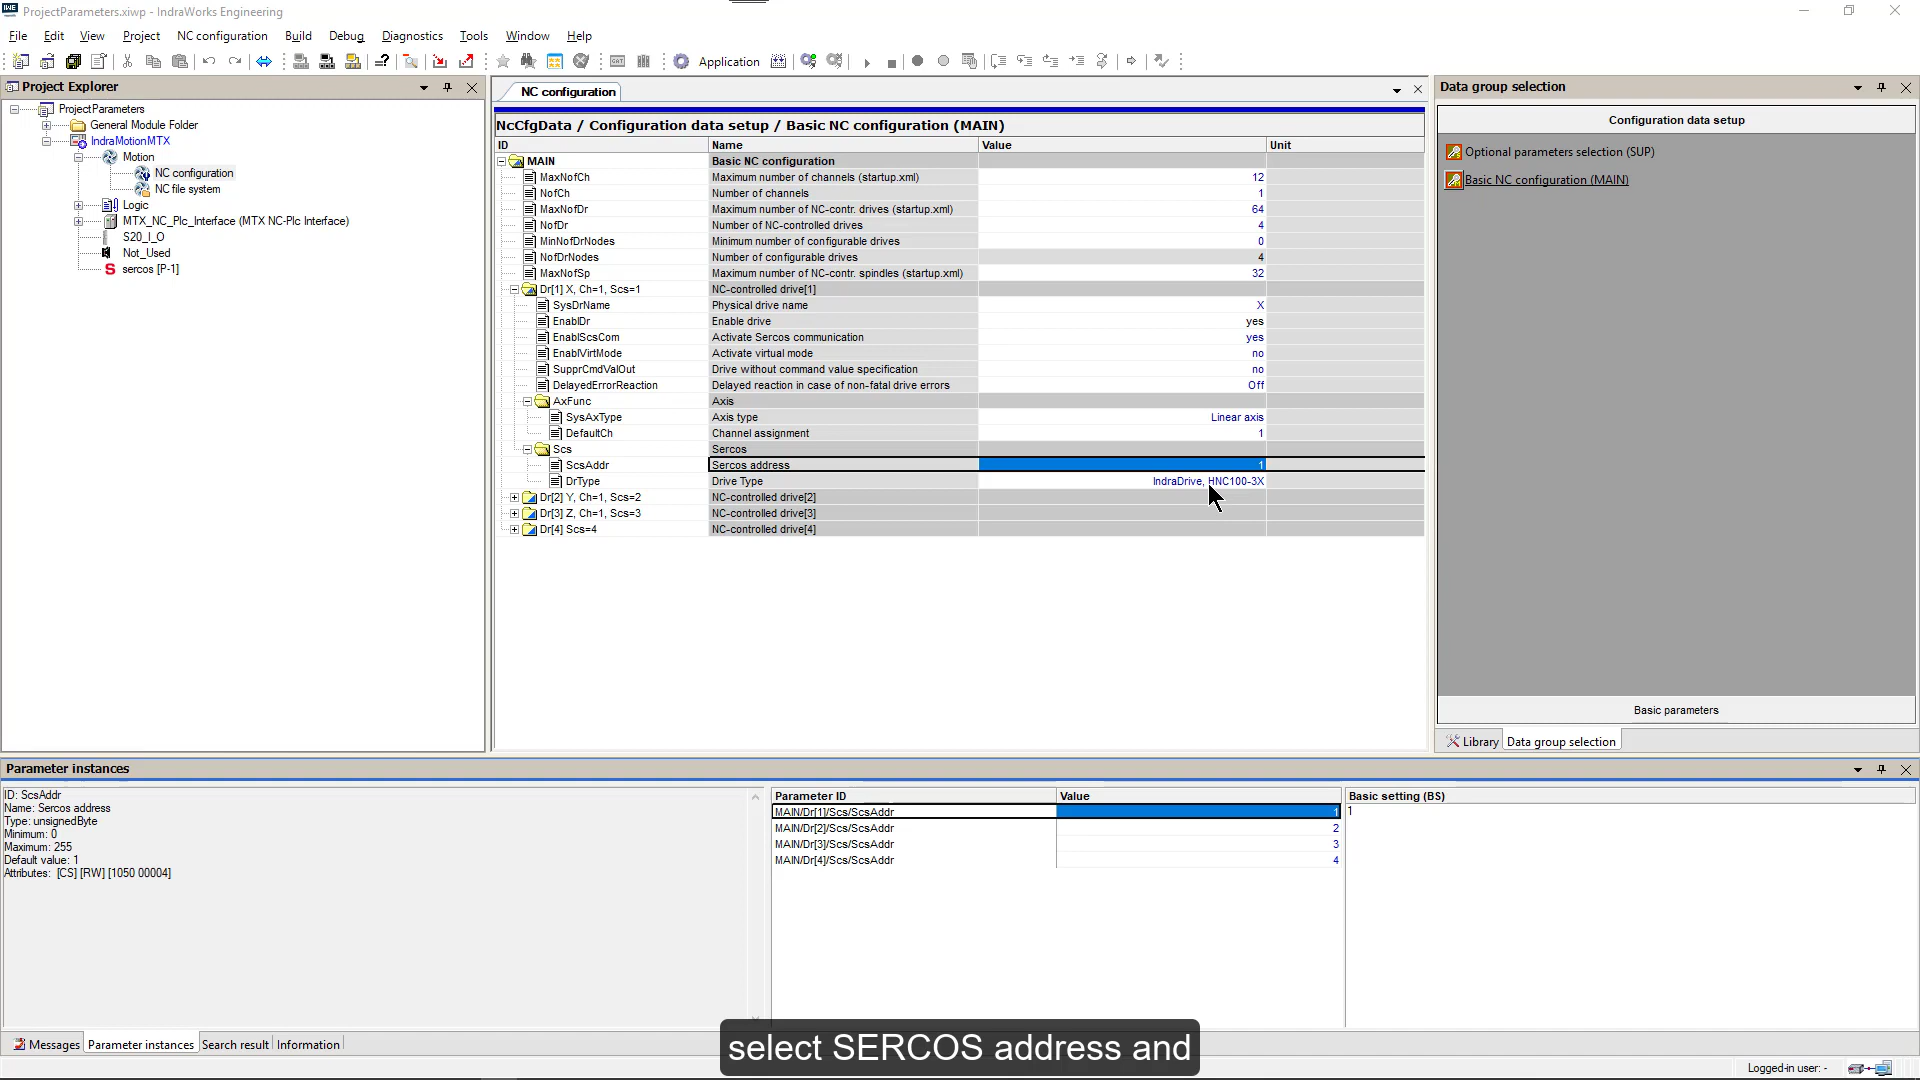 ProjectParameters.xiwp - IndraWorks Engineering
File Edit View Project NC configuration Build Debug Diagnostics Tools Window Help
Application
Project Explorer
ProjectParameters
General Module Folder
IndraMotionMTX
Motion
NC configuration
NC file system
Logic
MTX_NC_Plc_Interface (MTX NC-Plc Interface)
S20_I_O
Not_Used
sercos [P-1]
NC configuration
NcCfgData / Configuration data setup / Basic NC configuration (MAIN)
ID Name Value Unit
MAIN Basic NC configuration
MaxNofCh Maximum number of channels (startup.xml) 12
NofCh Number of channels 1
MaxNofDr Maximum number of NC-contr. drives (startup.xml) 64
NofDr Number of NC-controlled drives 4
MinNofDrNodes Minimum number of configurable drives 0
NofDrNodes Number of configurable drives 4
MaxNofSp Maximum number of NC-contr. spindles (startup.xml) 32
Dr[1] X, Ch=1, Scs=1 NC-controlled drive[1]
SysDrName Physical drive name X
EnablDr Enable drive yes
EnablScsCom Activate Sercos communication yes
EnablVirtMode Activate virtual mode no
SupprCmdValOut Drive without command value specification no
DelayedErrorReaction Delayed reaction in case of non-fatal drive errors Off
AxFunc Axis
SysAxType Axis type Linear axis
DefaultCh Channel assignment 1
Scs Sercos
ScsAddr Sercos address 1
DrType Drive Type IndraDrive, HNC100-3X
Dr[2] Y, Ch=1, Scs=2 NC-controlled drive[2]
Dr[3] Z, Ch=1, Scs=3 NC-controlled drive[3]
Dr[4] Scs=4 NC-controlled drive[4]
Data group selection
Configuration data setup
Optional parameters selection (SUP)
Basic NC configuration (MAIN)
Basic parameters
Library Data group selection
Parameter instances
ID: ScsAddr
Name: Sercos address
Type: unsignedByte
Minimum: 0
Maximum: 255
Default value: 1
Attributes: [CS] [RW] [1050 00004]
Parameter ID Value
MAIN/Dr[1]/Scs/ScsAddr 1
MAIN/Dr[2]/Scs/ScsAddr 2
MAIN/Dr[3]/Scs/ScsAddr 3
MAIN/Dr[4]/Scs/ScsAddr 4
Basic setting (BS)
1
Messages Parameter instances Search result Information
select SERCOS address and
Logged-in user: -